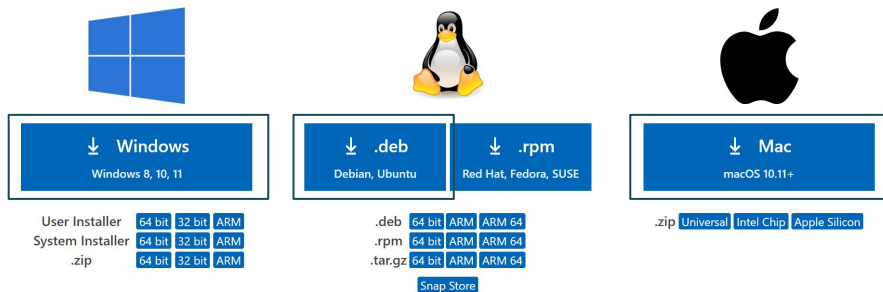 Windows
Windows 8, 10, 11
User Installer 64 bit 32 bit ARM
System Installer 64 bit 32 bit ARM
.zip 64 bit 32 bit ARM
.deb
Debian, Ubuntu
.rpm
Red Hat, Fedora, SUSE
.deb 64 bit ARM ARM 64
.rpm 64 bit ARM ARM 64
.tar.gz 64 bit ARM ARM 64
Snap Store
Mac
macOS 10.11+
.zip Universal Intel Chip Apple Silicon